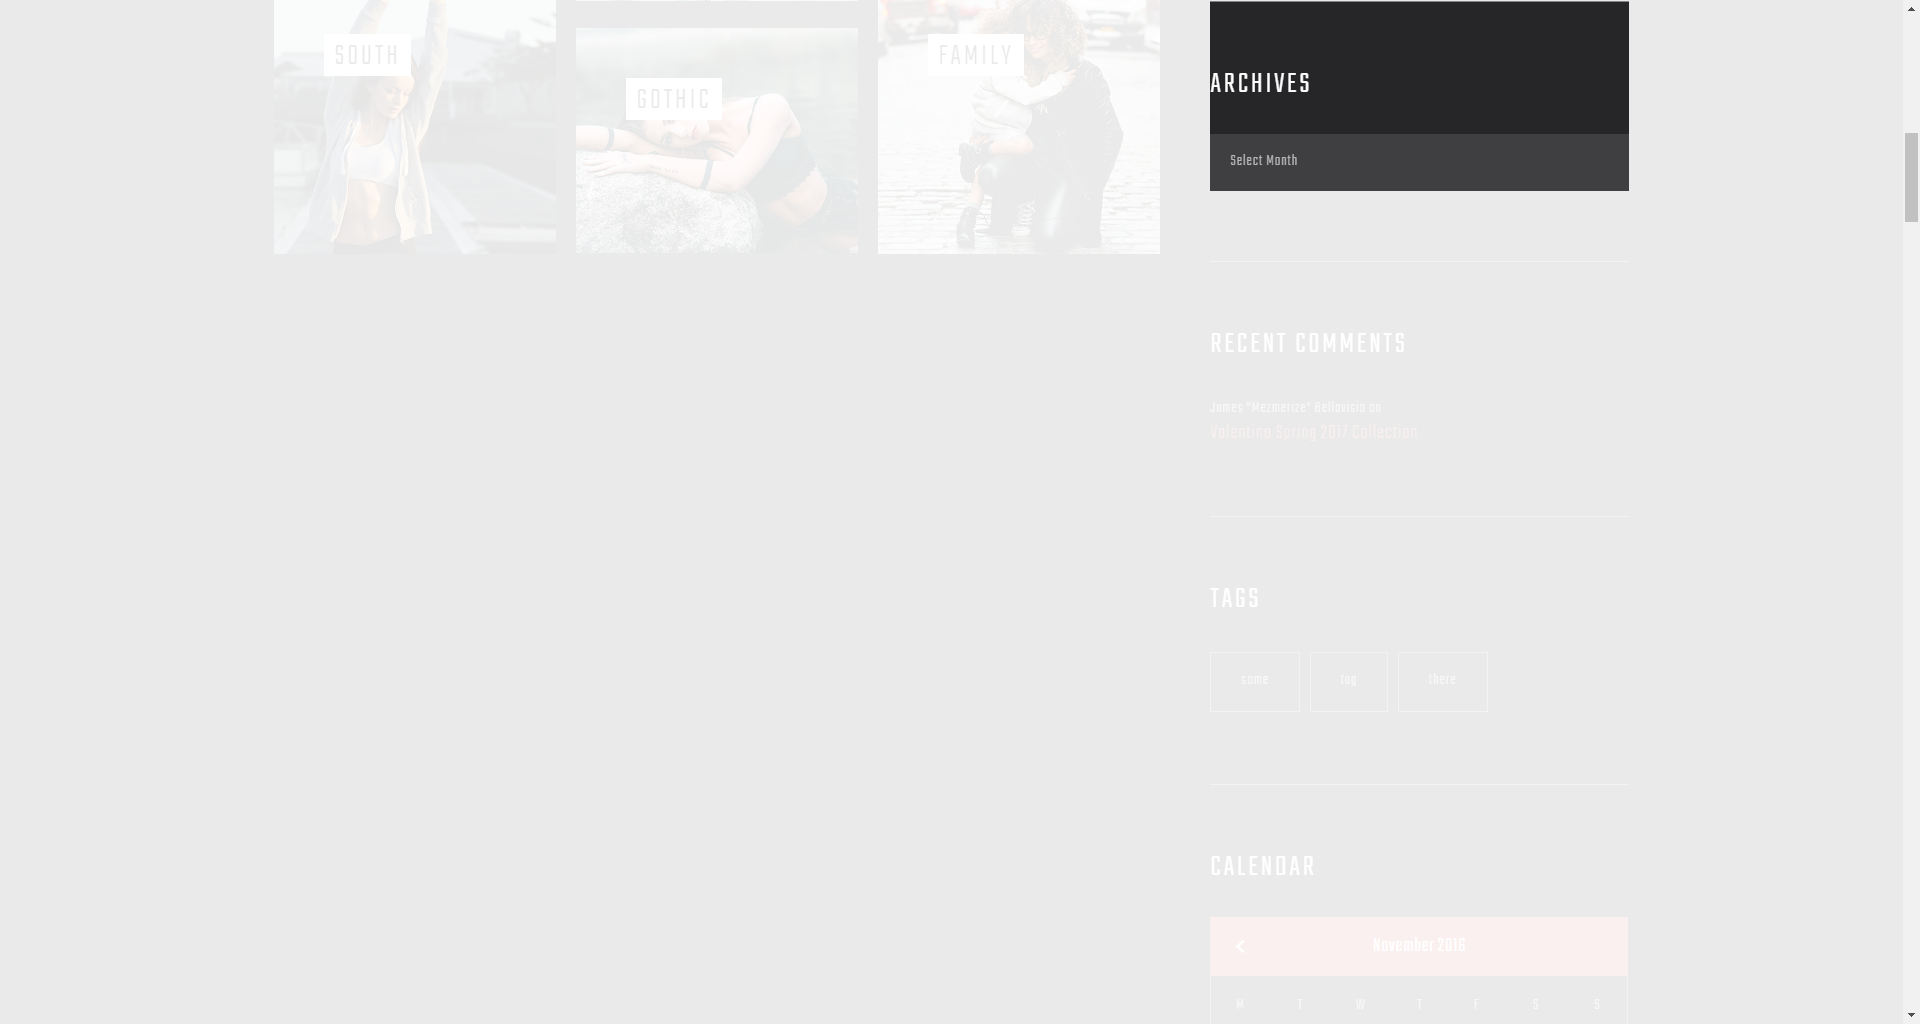 SOUTH
GOTHIC
FAMILY
ARCHIVES
Select Month
RECENT COMMENTS
James "Mezmerize" Bellavista on
Valentino Spring 2017 Collection
TAGS
some
tag
there
CALENDAR
November 2016
M T W T F S S